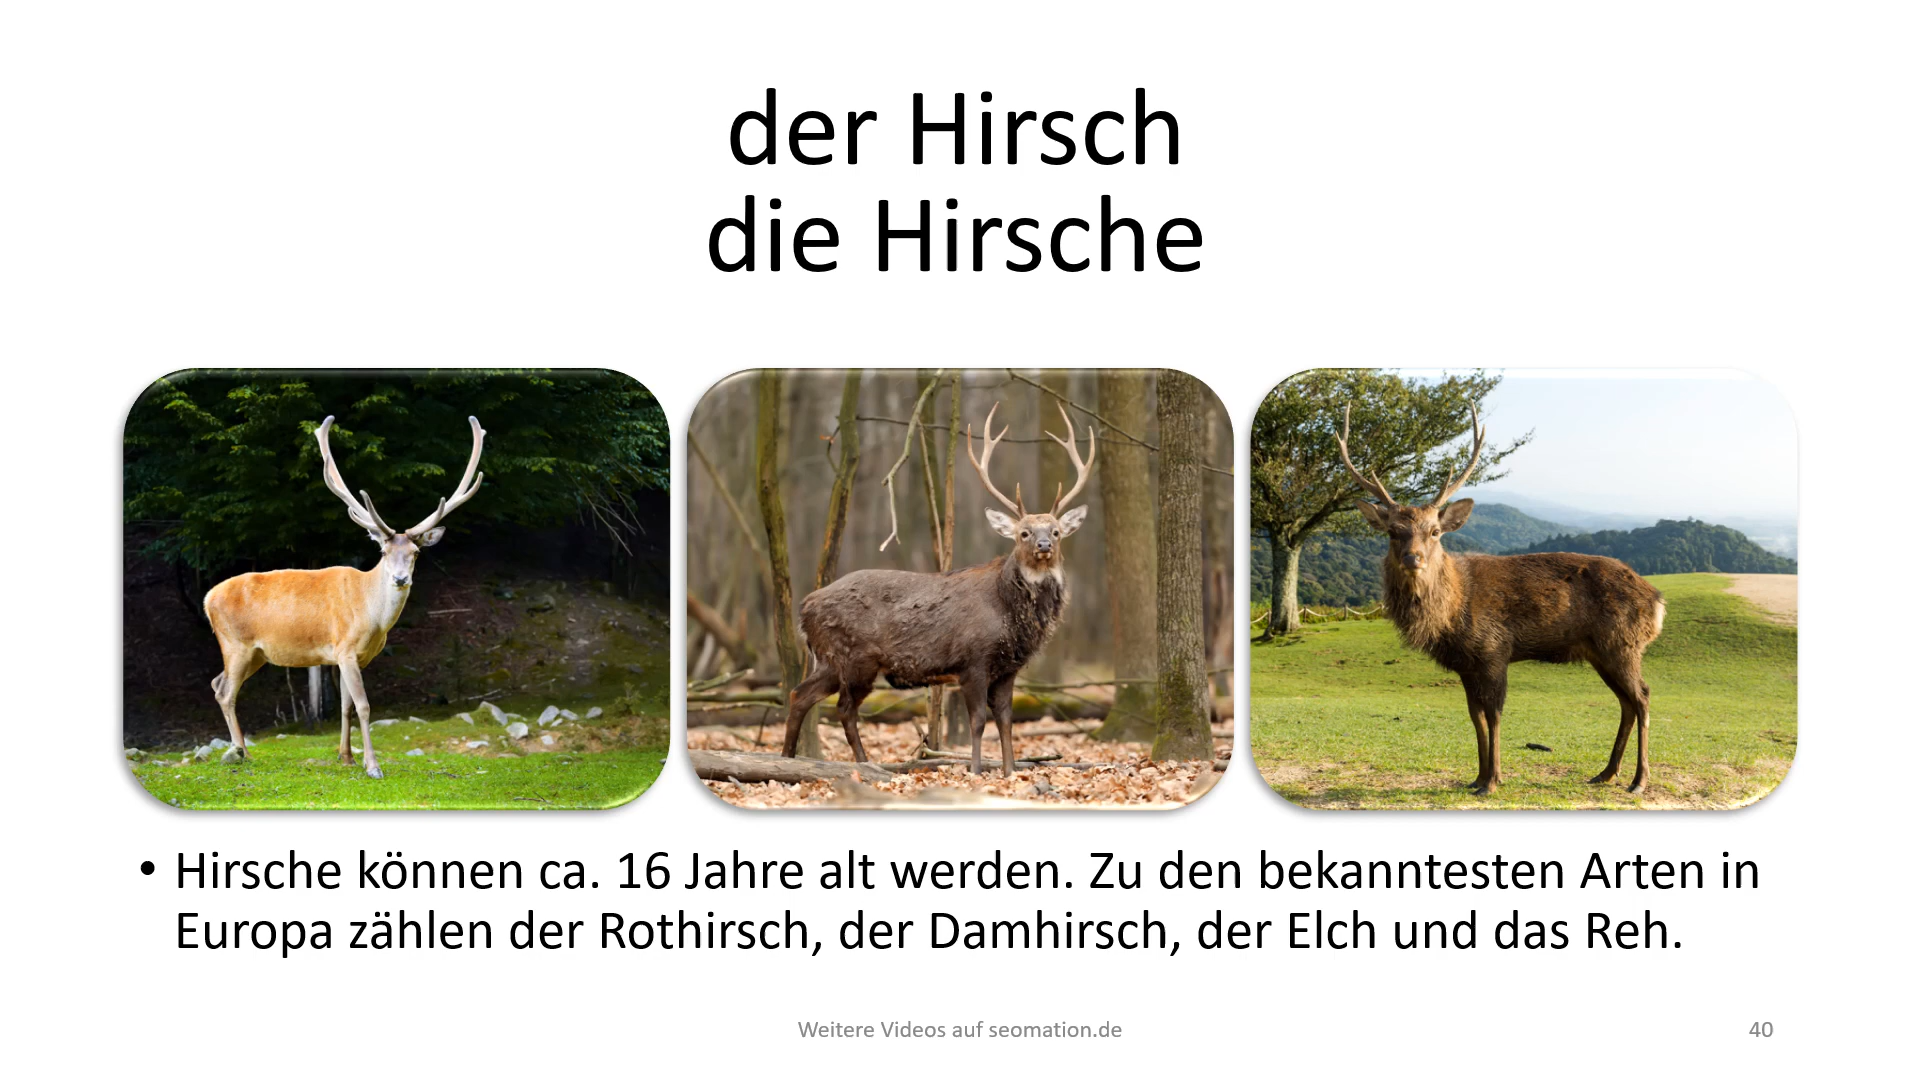 der Hirsch
die Hirsche
• Hirsche können ca. 16 Jahre alt werden. Zu den bekanntesten Arten in
Europa zählen der Rothirsch, der Damhirsch, der Elch und das Reh.
Weitere Videos auf seomation.de
40